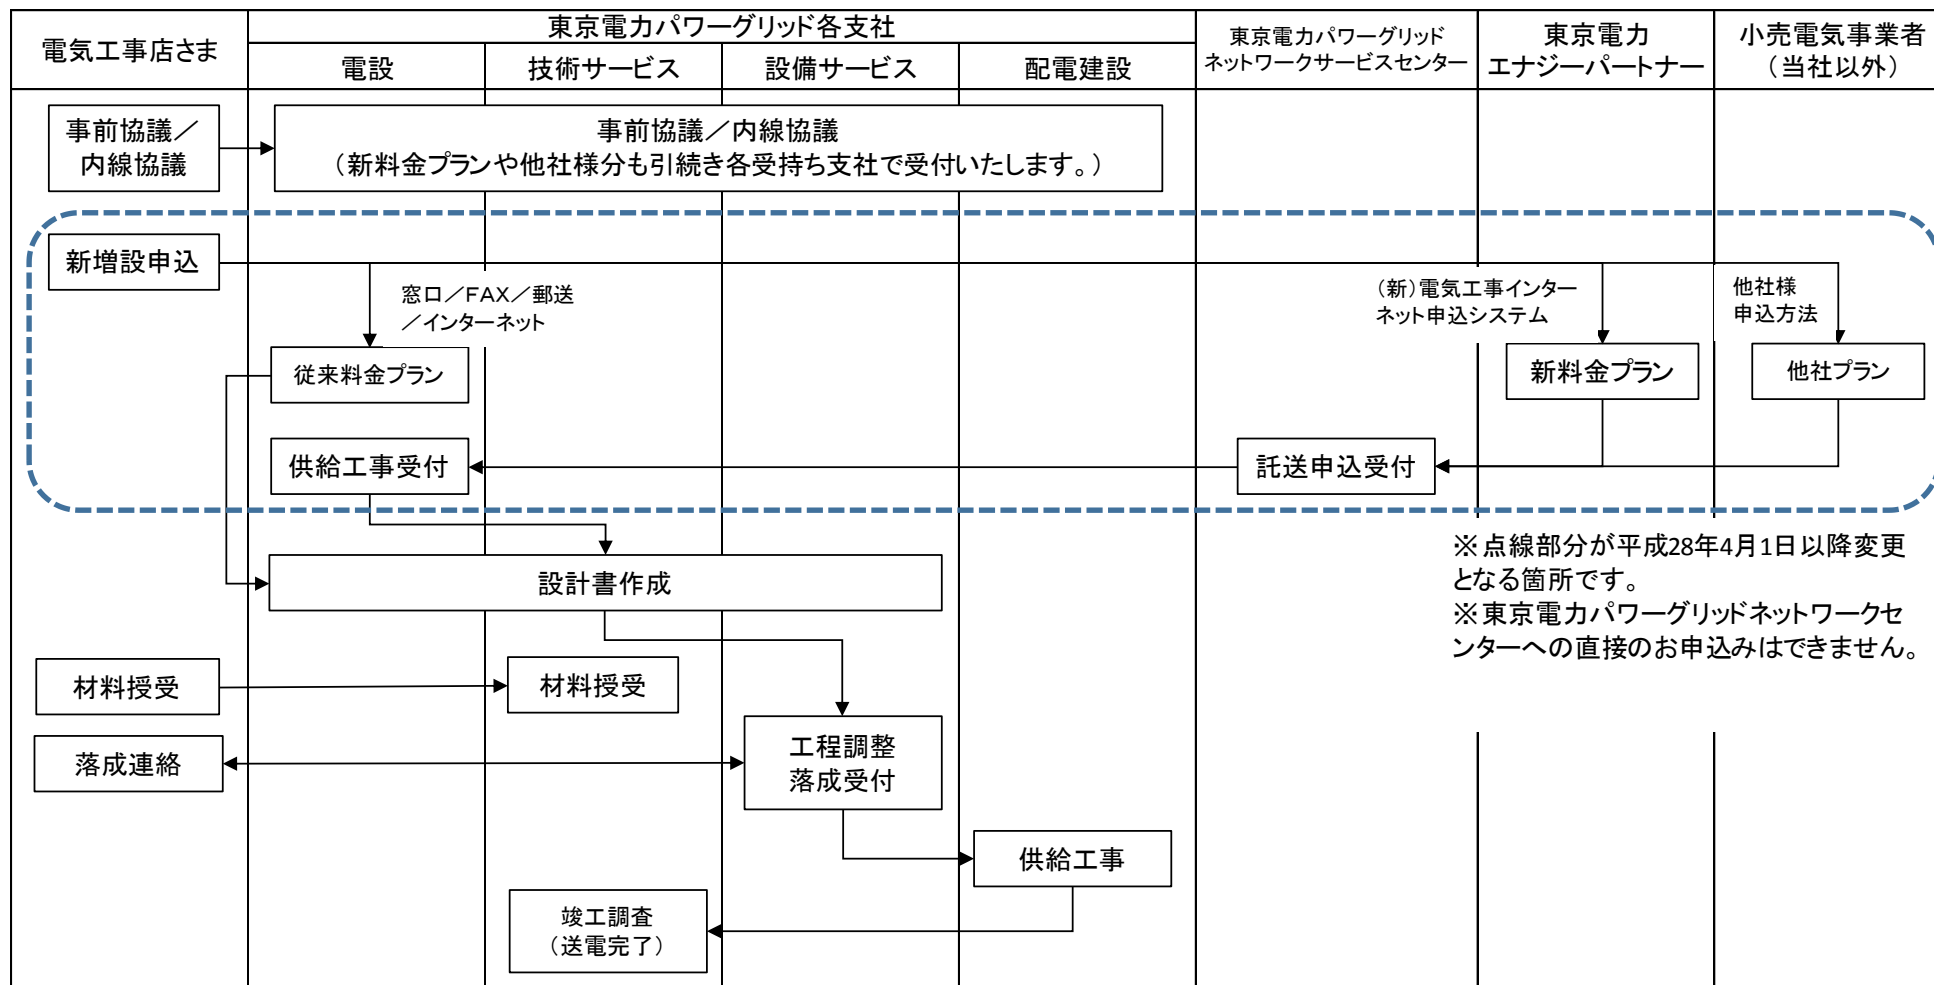 電気工事店さま
東京電力パワーグリッド各支社
電設
技術サービス
設備サービス
配電建設
東京電力パワーグリッド
ネットワークサービスセンター
東京電力
エナジーパートナー
小売電気事業者
(当社以外)
事前協議/
内線協議
事前協議/内線協議
(新料金プランや他社様分も引続き各受持ち支社で受付いたします。)
新増設申込
窓口/FAX/郵送
/インターネット
(新)電気工事インター
ネット申込システム
他社様
申込方法
従来料金プラン
新料金プラン
他社プラン
供給工事受付
託送申込受付
※点線部分が平成28年4月1日以降変更
となる箇所です。
※東京電力パワーグリッドネットワークセ
ンターへの直接のお申込みはできません。
設計書作成
材料授受
材料授受
落成連絡
工程調整
落成受付
供給工事
竣工調査
(送電完了)